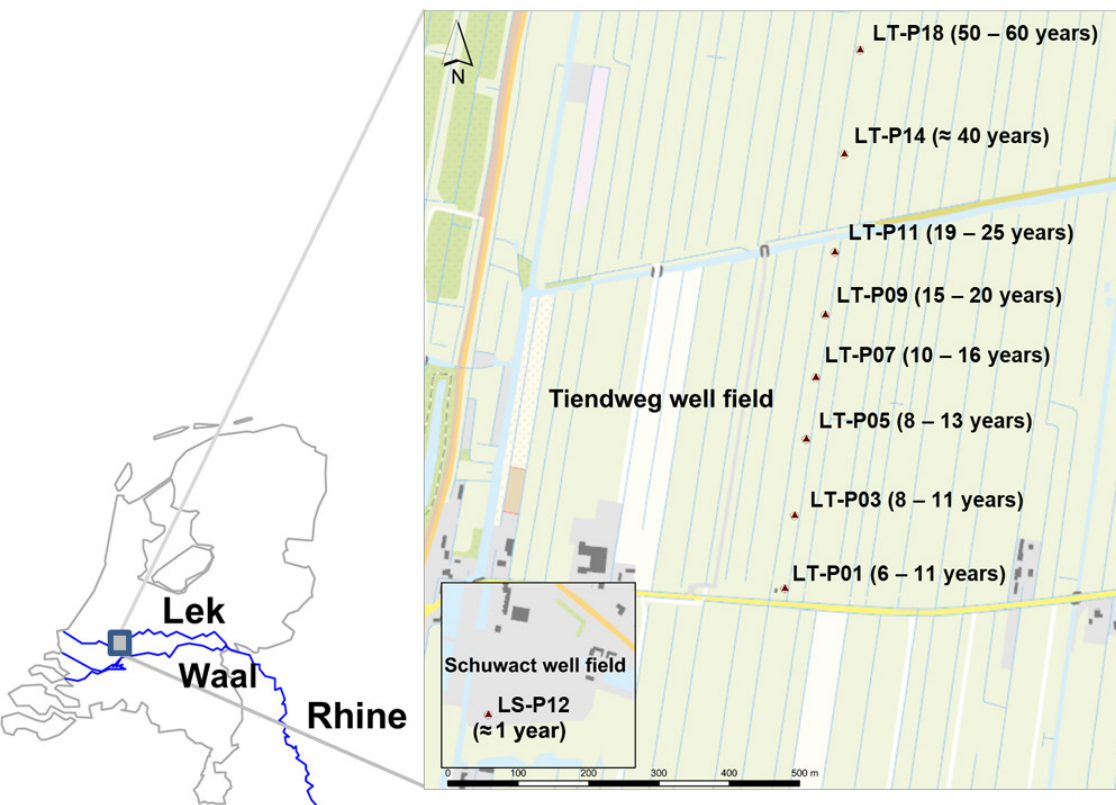 LT-P18 (50 – 60 years)
N
LT-P14 (≈ 40 years)
LT-P11 (19 – 25 years)
LT-P09 (15 – 20 years)
LT-P07 (10 – 16 years)
Tiendweg well field
LT-P05 (8 – 13 years)
LT-P03 (8 – 11 years)
LT-P01 (6 – 11 years)
Lek
Waal
Rhine
Schuwact well field
LS-P12
(≈ 1 year)
0 100 200 300 400 500 m